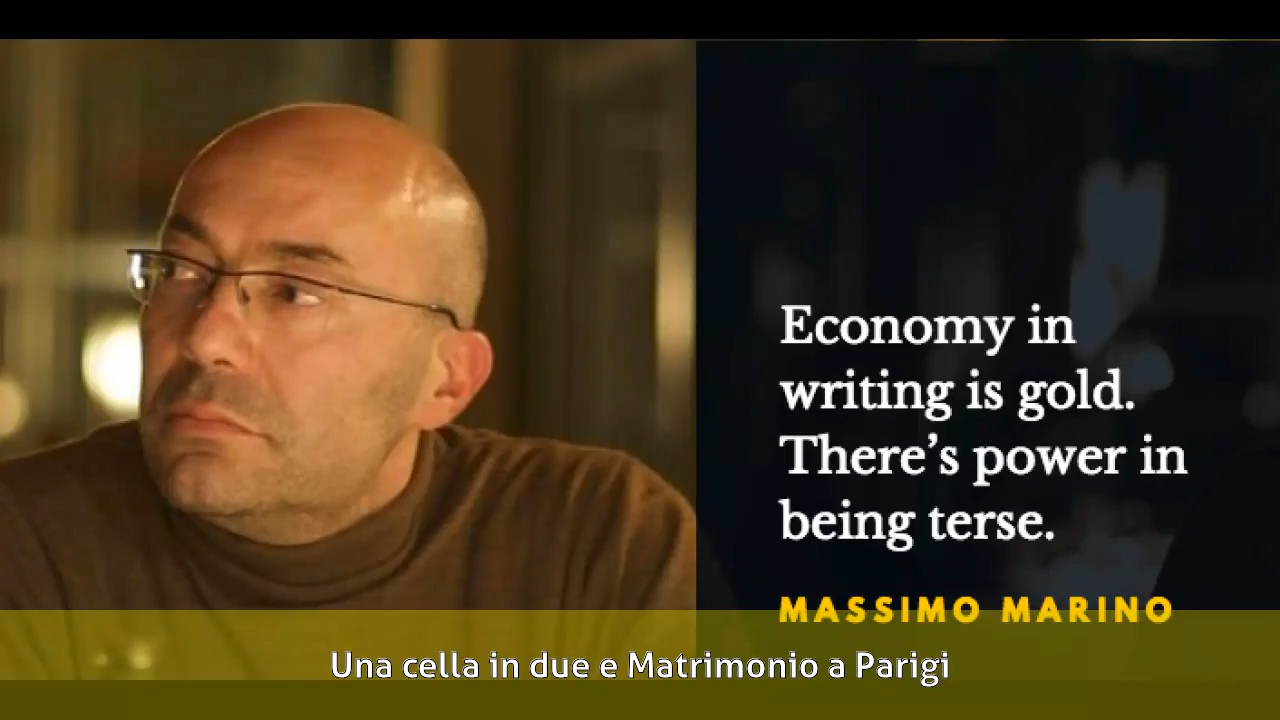 Economy in
writing is gold.
There’s power in
being terse.
MASSIMO MARINO
Una cella in due e Matrimonio a Parigi